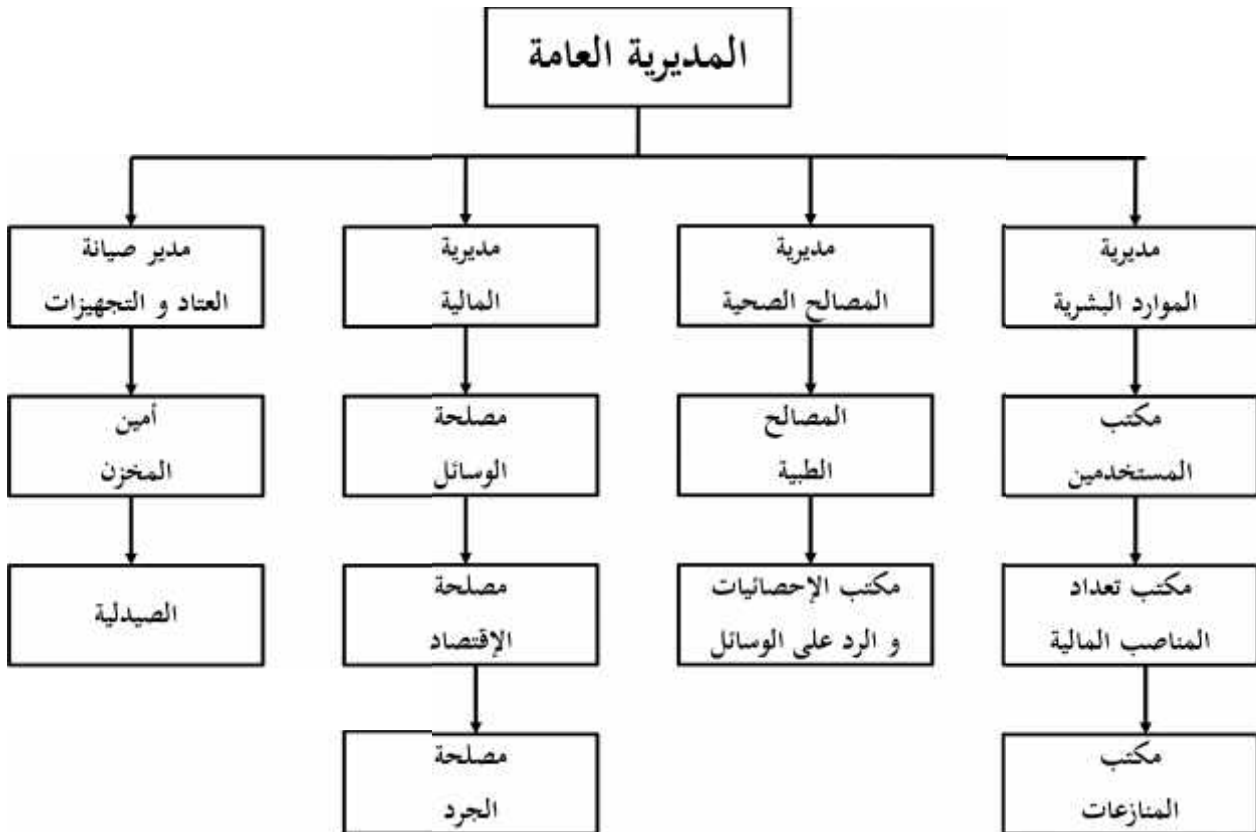 المديرية العامة
مديرية
الموارد البشرية
مديرية
المصالح الصحية
مديرية
المالية
مدير صيانة
العتاد و التجهيزات
مكتب
المستخدمين
المصالح
الطبية
مصلحة
الوسائل
أمين
المخزن
مكتب تعداد
المناصب المالية
مكتب الإحصائيات
و الرد على الوسائل
مصلحة
الإقتصاد
الصيدلية
مكتب
المنازعات
مصلحة
الجرد